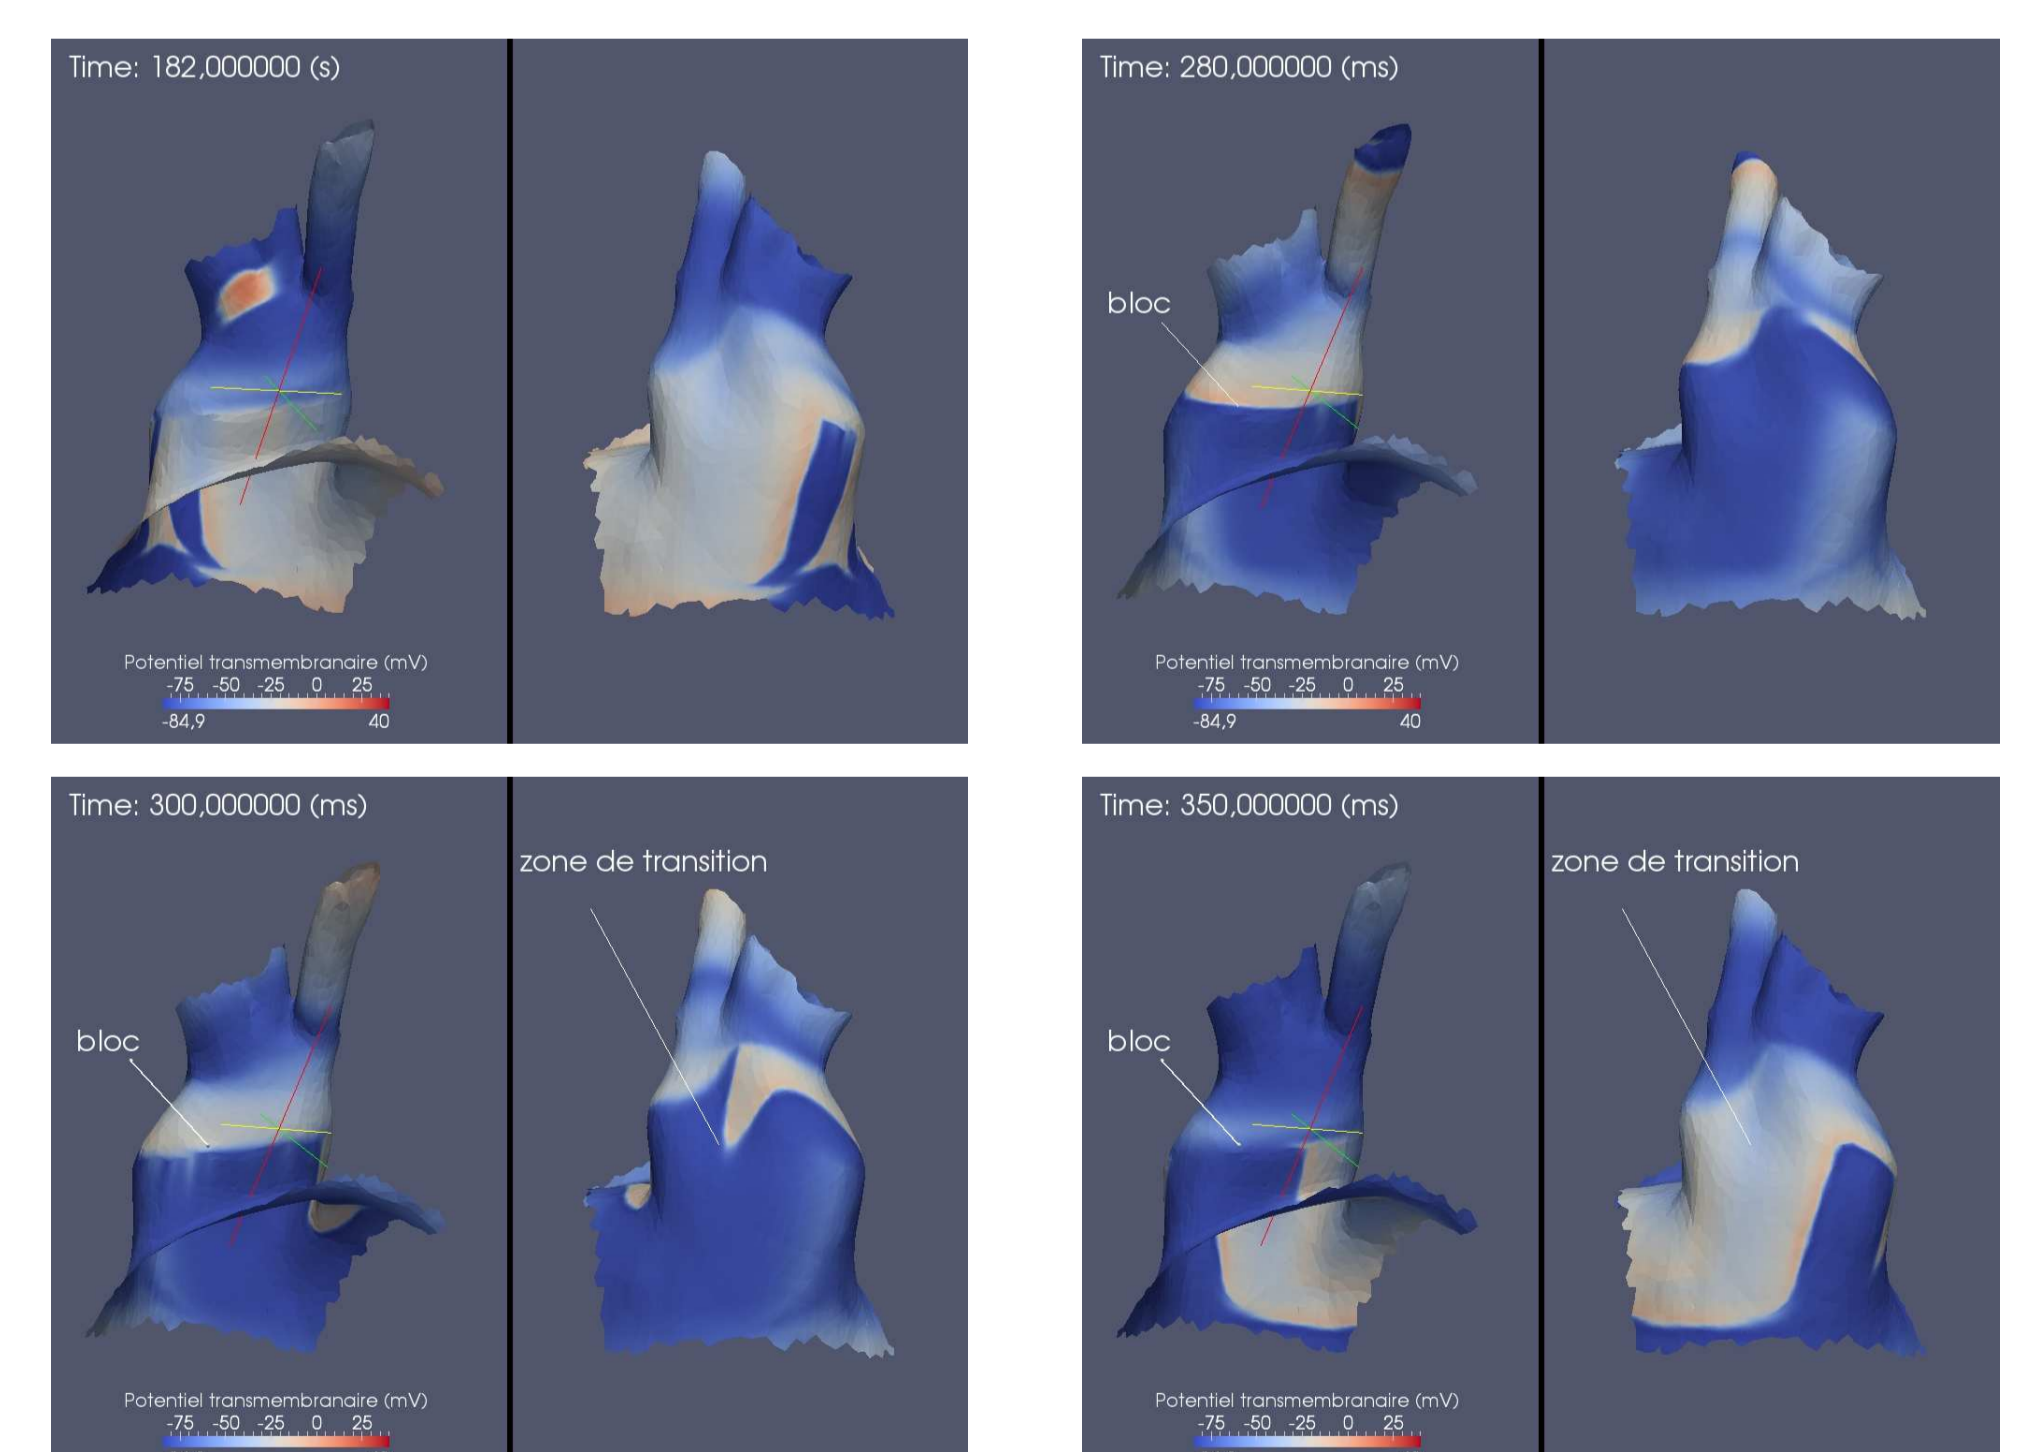 Time: 182,000000 (s)
Potentiel transmembranaire (mV)
-75 -50 -25 0 25
-84,9 40
Time: 280,000000 (ms)
bloc
Potentiel transmembranaire (mV)
-75 -50 -25 0 25
-84,9 40
Time: 300,000000 (ms)
zone de transition
bloc
Potentiel transmembranaire (mV)
-75 -50 -25 0 25
Time: 350,000000 (ms)
zone de transition
bloc
Potentiel transmembranaire (mV)
-75 -50 -25 0 25